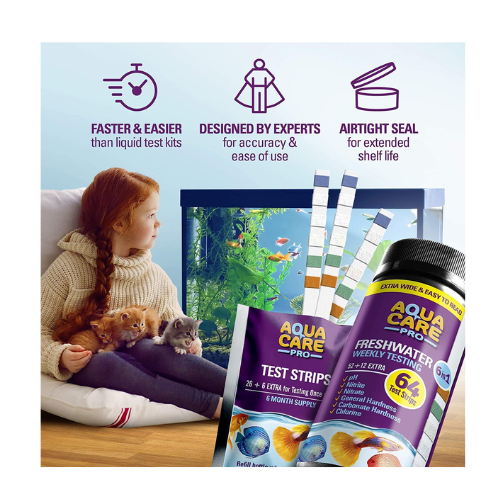 FASTER & EASIER
than liquid test kits
DESIGNED BY EXPERTS
for accuracy &
ease of use
AIRTIGHT SEAL
for extended
shelf life
AQUA
CARE
PRO
TEST STRIPS
26 + 6 EXTRA for Testing
6 MONTH SUPPLY
EXTRA WIDE & EASY TO READ
AQUA
CARE
PRO
FRESHWATER
WEEKLY TESTING
6in1
52 + 12 EXTRA
64
Test Strips
✓ pH
✓ Nitrite
✓ Nitrate
✓ General Hardness
✓ Carbonate Hardness
✓ Chlorine